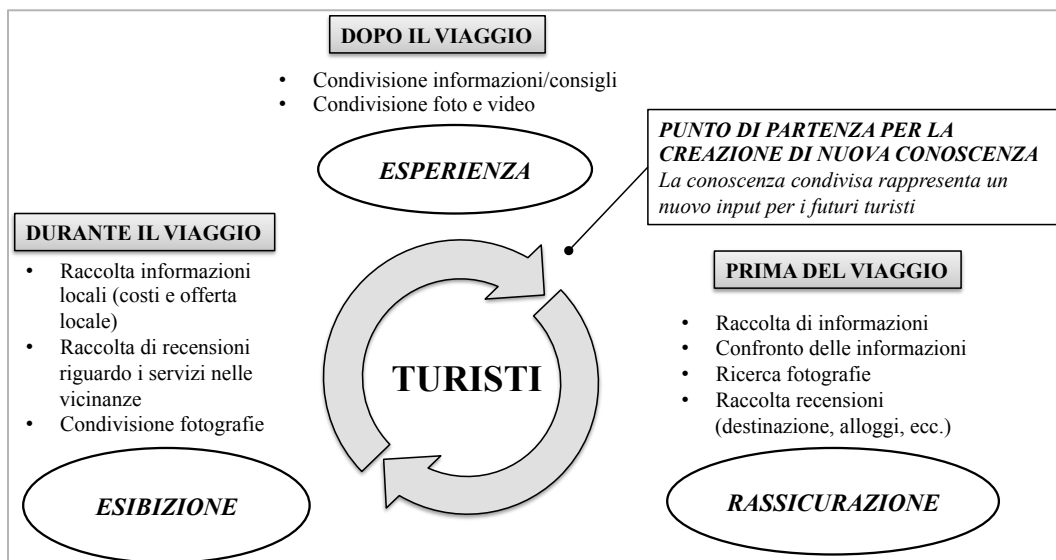 DOPO IL VIAGGIO
• Condivisione informazioni/consigli
• Condivisione foto e video
ESPERIENZA
PUNTO DI PARTENZA PER LA
CREAZIONE DI NUOVA CONOSCENZA
La conoscenza condivisa rappresenta un
nuovo input per i futuri turisti
DURANTE IL VIAGGIO
• Raccolta informazioni
locali (costi e offerta
locale)
• Raccolta di recensioni
riguardo i servizi nelle
vicinanze
• Condivisione fotografie
ESIBIZIONE
TURISTI
PRIMA DEL VIAGGIO
• Raccolta di informazioni
• Confronto delle informazioni
• Ricerca fotografie
• Raccolta recensioni
(destinazione, alloggi, ecc.)
RASSICURAZIONE